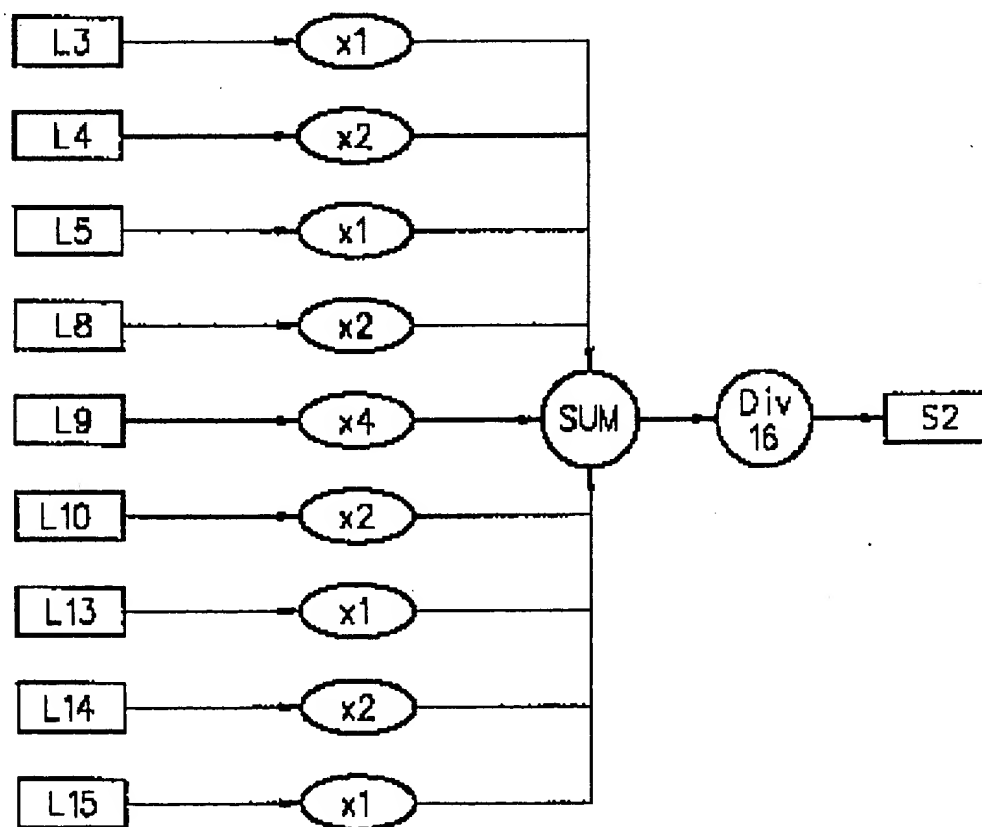 L3 x1
L4 x2
L5 x1
L8 x2
L9 x4 SUM Div 16 S2
L10 x2
L13 x1
L14 x2
L15 x1